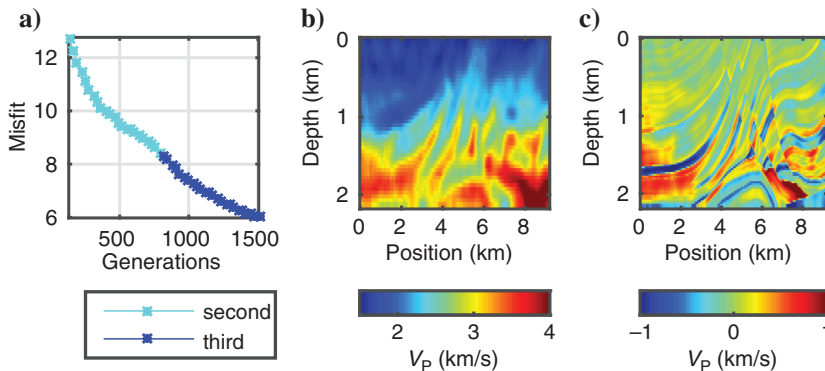 a)
12
10
8
6
Misfit
500
1000
1500
Generations
second
third
b)
0
1
2
Depth (km)
0
2
4
6
8
Position (km)
2
3
4
VP (km/s)
c)
0
1
2
Depth (km)
0
2
4
6
8
Position (km)
−1
0
1
VP (km/s)